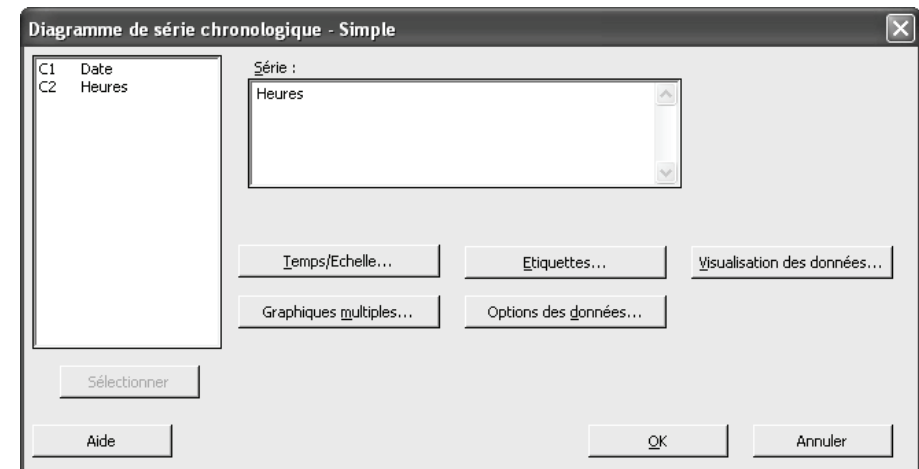 Diagramme de série chronologique - Simple
C1 Date
C2 Heures
Série :
Heures
Temps/Echelle...
Etiquettes...
Visualisation des données...
Graphiques multiples...
Options des données...
Sélectionner
Aide
OK
Annuler